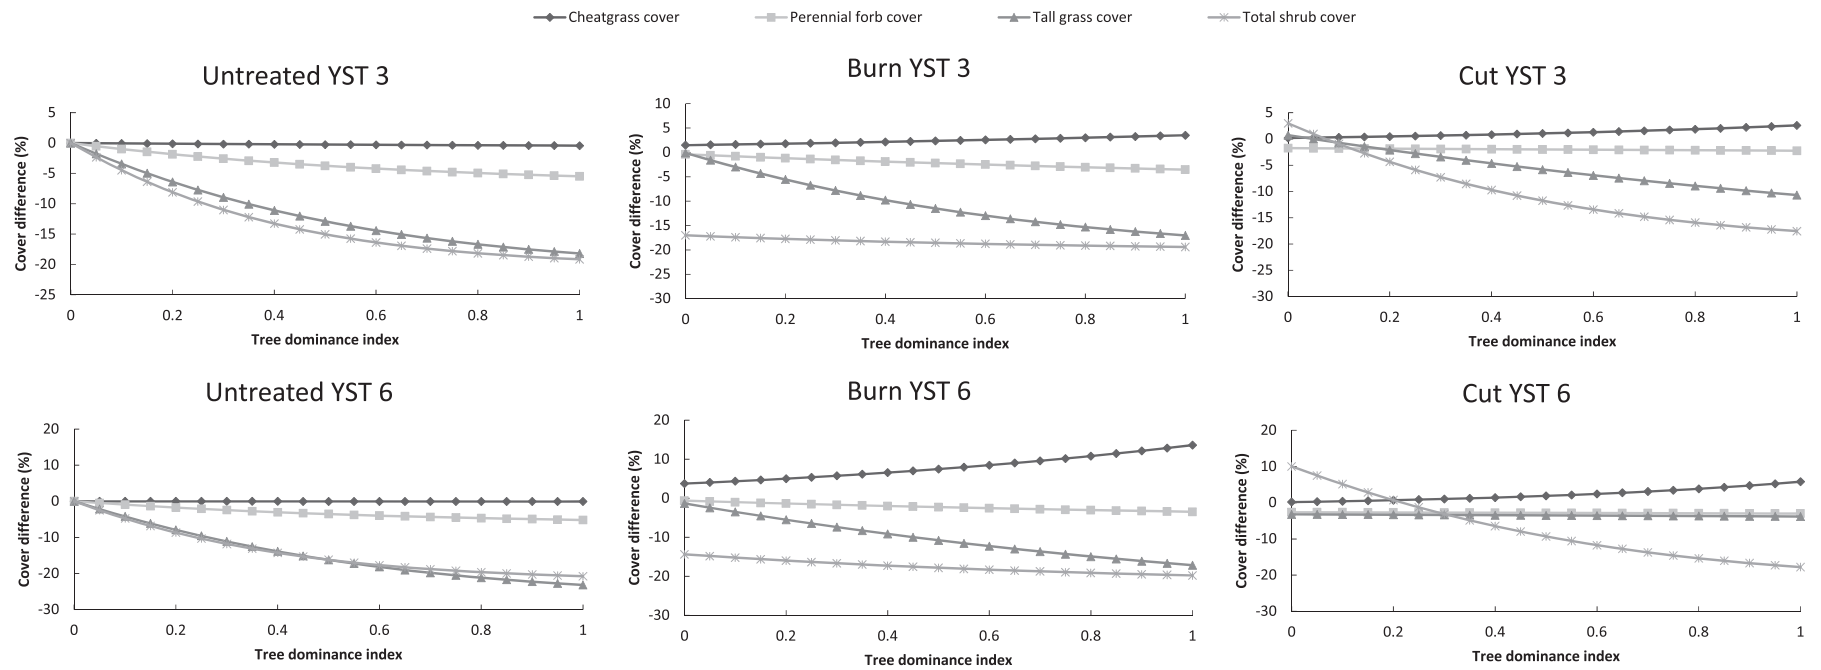 Cheatgrass cover Perennial forb cover Tall grass cover Total shrub cover
Untreated YST 3
5
0
-5
-10
-15
-20
-25
Cover difference (%)
0 0.2 0.4 0.6 0.8 1
Tree dominance index
Burn YST 3
10
5
0
-5
-10
-15
-20
-25
-30
Cover difference (%)
0 0.2 0.4 0.6 0.8 1
Tree dominance index
Cut YST 3
5
0
-5
-10
-15
-20
-25
-30
Cover difference (%)
0 0.2 0.4 0.6 0.8 1
Tree dominance index
Untreated YST 6
20
10
0
-10
-20
-30
Cover difference (%)
0 0.2 0.4 0.6 0.8 1
Tree dominance index
Burn YST 6
20
10
0
-10
-20
-30
Cover difference (%)
0 0.2 0.4 0.6 0.8 1
Tree dominance index
Cut YST 6
20
10
0
-10
-20
-30
Cover difference (%)
0 0.2 0.4 0.6 0.8 1
Tree dominance index